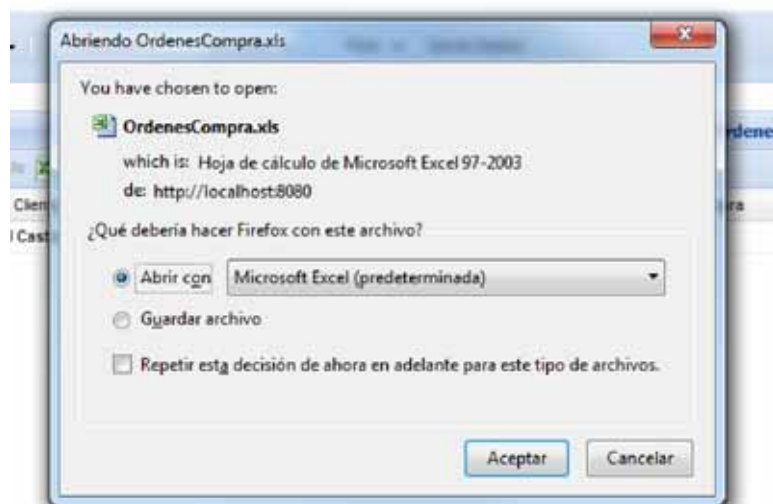 Abriendo OrdenesCompra.xls
You have chosen to open:
OrdenesCompra.xls
which is: Hoja de cálculo de Microsoft Excel 97-2003
de: http://localhost:8080
¿Qué debería hacer Firefox con este archivo?
Abrir con Microsoft Excel (predeterminada)
Guardar archivo
Repetir esta decisión de ahora en adelante para este tipo de archivos.
Aceptar Cancelar